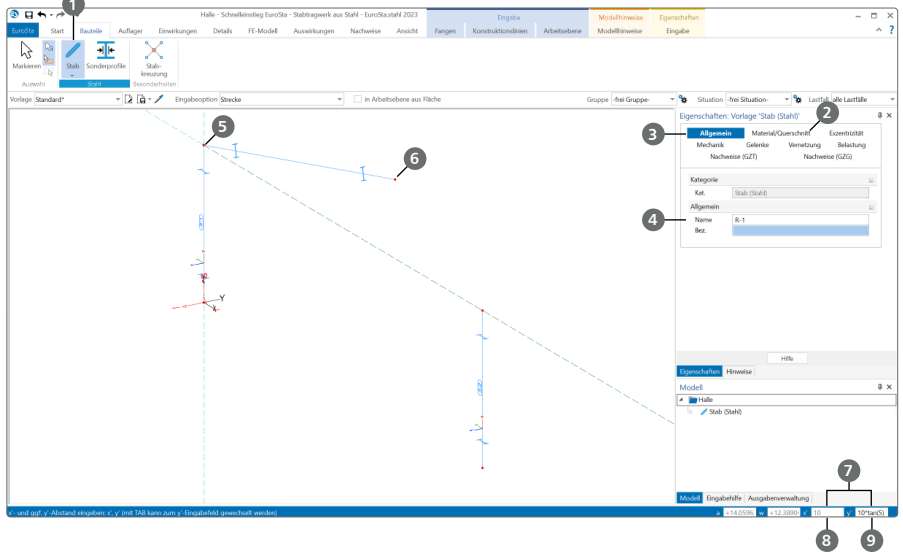 1
Halle - Schnelleinstieg EuroSta - Stabtragwerk aus Stahl - EuroSta.stahl 2023
Eingabe
Modellhinweise
Eigenschaften
EuroSta Start Bauteile Auflager Einwirkungen Details FE-Modell Auswirkungen Nachweise Ansicht Fangen Konstruktionslinien Arbeitsebene Modellhinweise Eingabe
Markieren
Stab
Sonderprofile
Stab-
kreuzung
Auswahl
Stahl
Besonderheiten
Vorlage Standard* Eingabeoption Strecke in Arbeitsebene aus Fläche Gruppe -frei Gruppe- Situation -frei Situation- Lastfall alle Lastfälle
Eigenschaften: Vorlage 'Stab (Stahl)'
2
3
Allgemein Material/Querschnitt Exzentrizität
Mechanik Gelenke Vernetzung Belastung
Nachweise (GZT) Nachweise (GZG)
Kategorie
Kat. Stab (Stahl)
Allgemein
4
Name R-1
Bez.
5
6
Y
Hilfe
Eigenschaften Hinweise
Modell
Halle
Stab (Stahl)
7
Modell Eingabehilfe Ausgabenverwaltung
x'- und ggf. y'-Abstand eingeben: x', y' (mit TAB kann zum y'-Eingabefeld gewechselt werden)
a +14.0596 w +12.3890 x' 10 y' 10*tan(5)
8
9